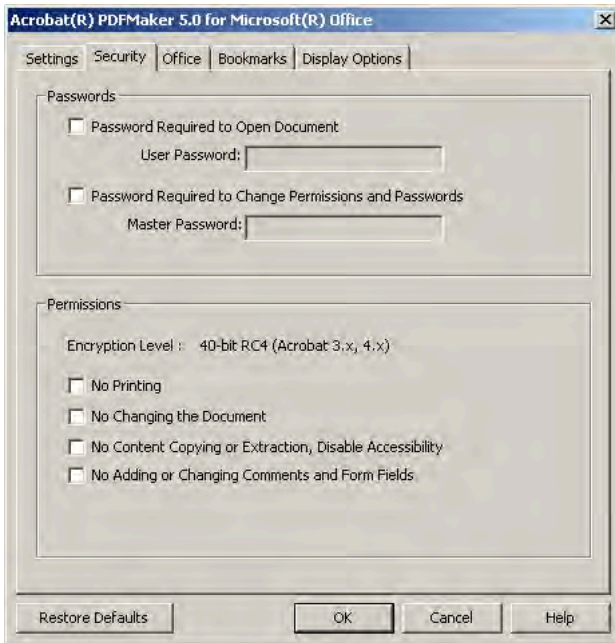 Acrobat(R) PDFMaker 5.0 for Microsoft(R) Office
Settings Security Office Bookmarks Display Options
Passwords
Password Required to Open Document
User Password:
Password Required to Change Permissions and Passwords
Master Password:
Permissions
Encryption Level : 40-bit RC4 (Acrobat 3.x, 4.x)
No Printing
No Changing the Document
No Content Copying or Extraction, Disable Accessibility
No Adding or Changing Comments and Form Fields
Restore Defaults OK Cancel Help